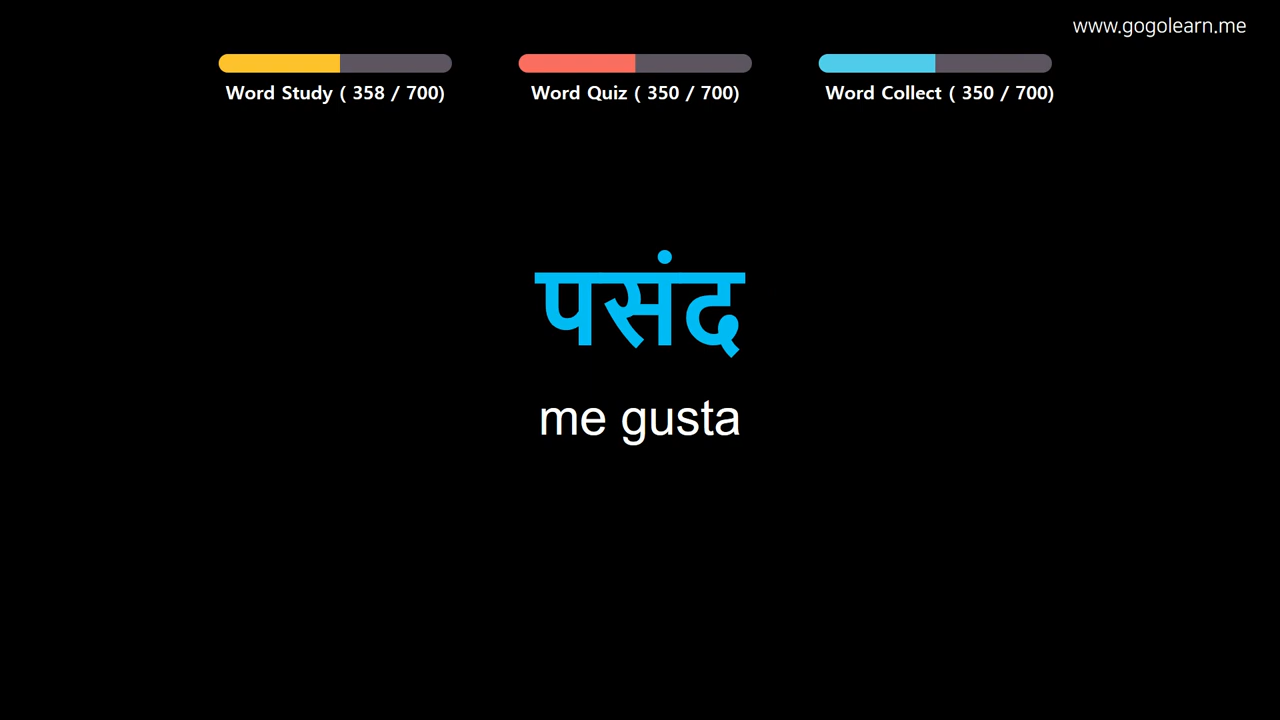 www.gogolearn.me
Word Study ( 358 / 700)
Word Quiz ( 350 / 700)
Word Collect ( 350 / 700)
पसंद
me gusta